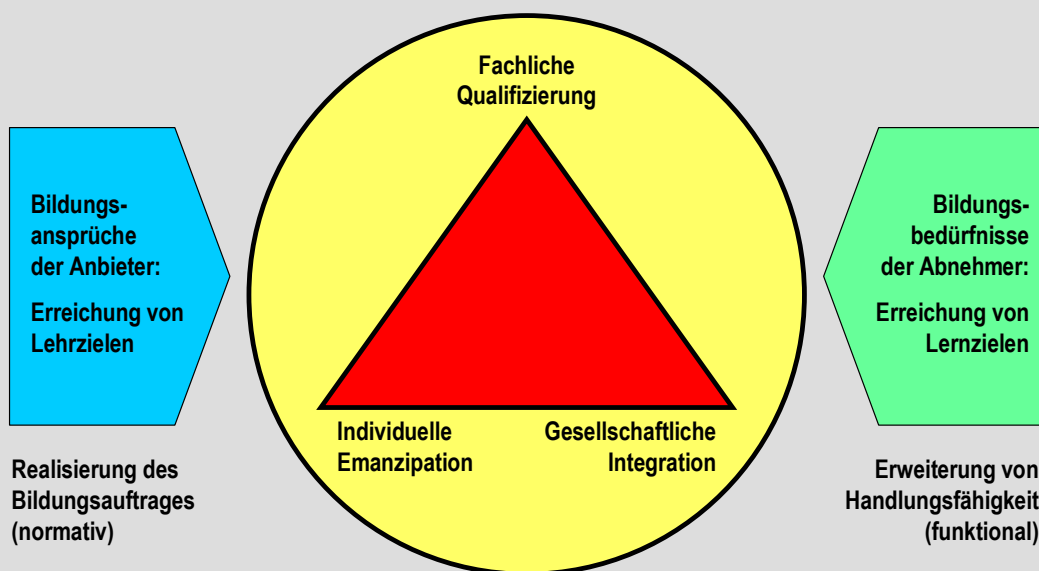 Fachliche
Qualifizierung
Bildungs-
ansprüche
der Anbieter:
Erreichung von
Lehrzielen
Bildungs-
bedürfnisse
der Abnehmer:
Erreichung von
Lernzielen
Individuelle
Emanzipation
Gesellschaftliche
Integration
Realisierung des
Bildungsauftrages
(normativ)
Erweiterung von
Handlungsfähigkeit
(funktional)